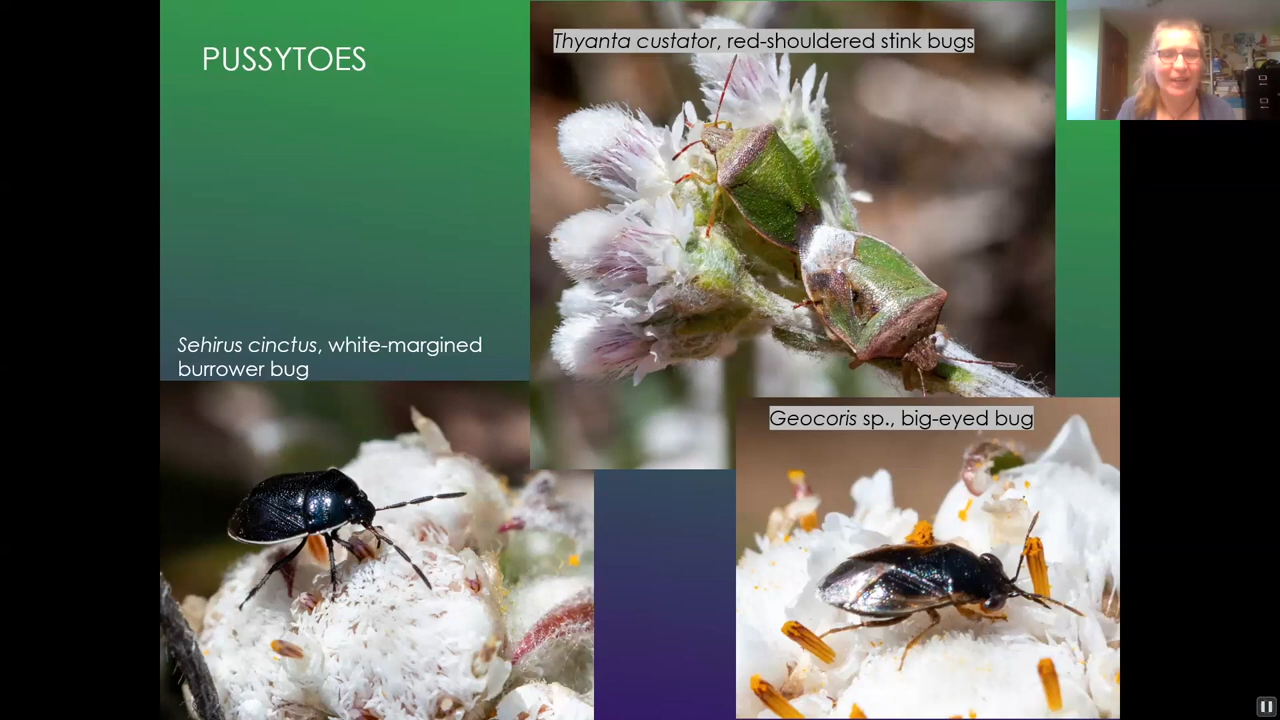 PUSSYTOES
Thyanta custator, red-shouldered stink bugs
Sehirus cinctus, white-margined
burrower bug
Geocoris sp., big-eyed bug